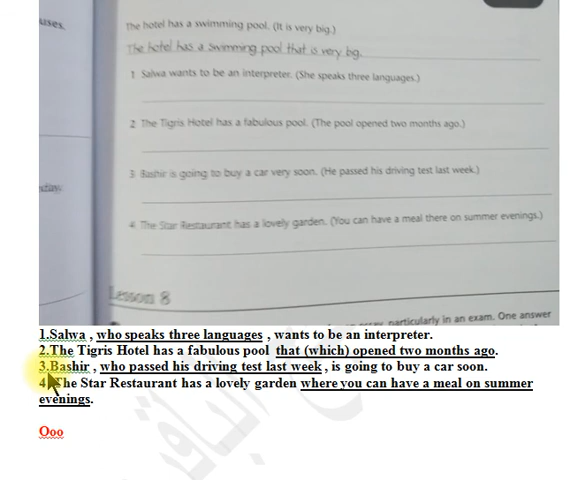 uses.
The hotel has a swimming pool. (It is very big.)
The hotel has a swimming pool that is very big.
1 Salwa wants to be an interpreter. (She speaks three languages.)
2 The Tigris Hotel has a fabulous pool. (The pool opened two months ago.)
3 Bashir is going to buy a car very soon. (He passed his driving test last week.)
day.
4 The Star Restaurant has a lovely garden. (You can have a meal there on summer evenings.)
Lesson 8
particularly in an exam. One answer
1.Salwa , who speaks three languages , wants to be an interpreter.
2.The Tigris Hotel has a fabulous pool that (which) opened two months ago.
3.Bashir , who passed his driving test last week , is going to buy a car soon.
4. The Star Restaurant has a lovely garden where you can have a meal on summer
evenings.
Ooo